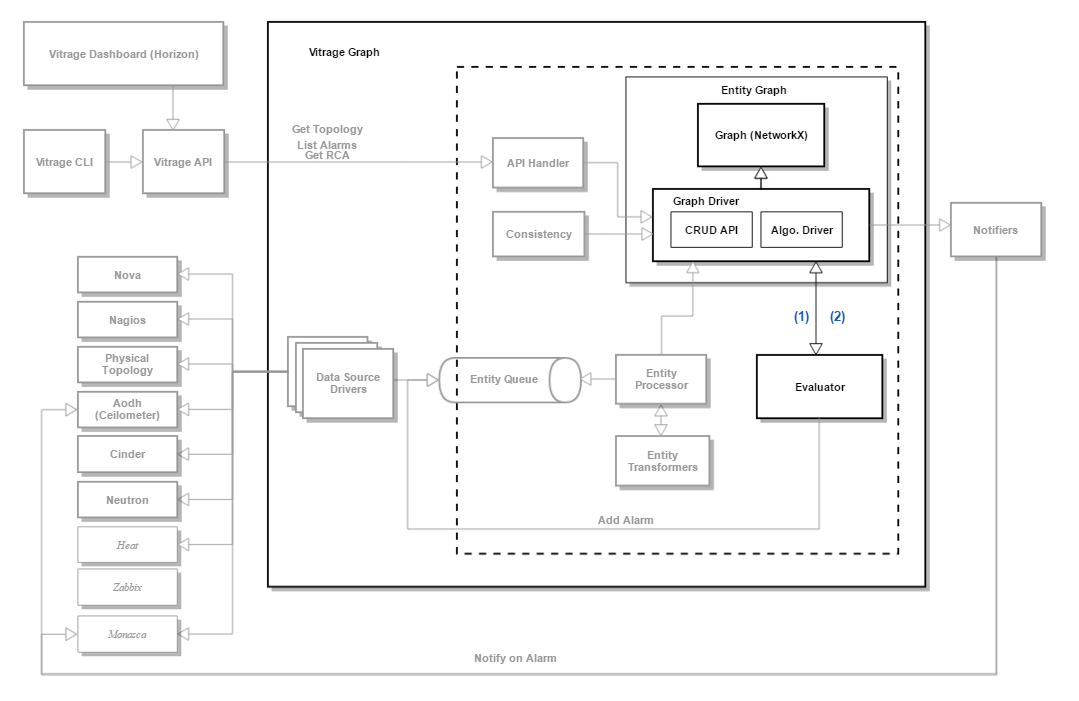 Vitrage Dashboard (Horizon)
Vitrage Graph
Entity Graph
Graph (NetworkX)
Get Topology
List Alarms
Get RCA
Vitrage CLI
Vitrage API
API Handler
Graph Driver
CRUD API
Algo. Driver
Consistency
Notifiers
Nova
Nagios
(1)
(2)
Physical
Topology
Data Source
Drivers
Entity Queue
Entity
Processor
Evaluator
Aodh
(Ceilometer)
Cinder
Entity
Transformers
Neutron
Add Alarm
Heat
Zabbix
Monasca
Notify on Alarm